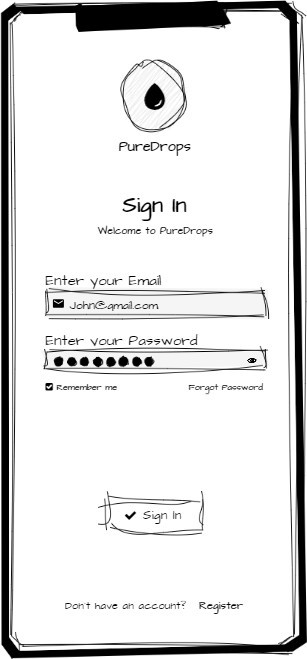 PureDrops
Sign In
Welcome to PureDrops
Enter your Email
John@gmail.com
Enter your Password
Remember me Forgot Password
Sign In
Don't have an account? Register